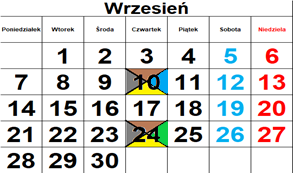 Wrzesień
Poniedziałek Wtorek Środa Czwartek Piątek Sobota Niedziela
1 2 3 4 5 6
7 8 9 10 11 12 13
14 15 16 17 18 19 20
21 22 23 24 25 26 27
28 29 30